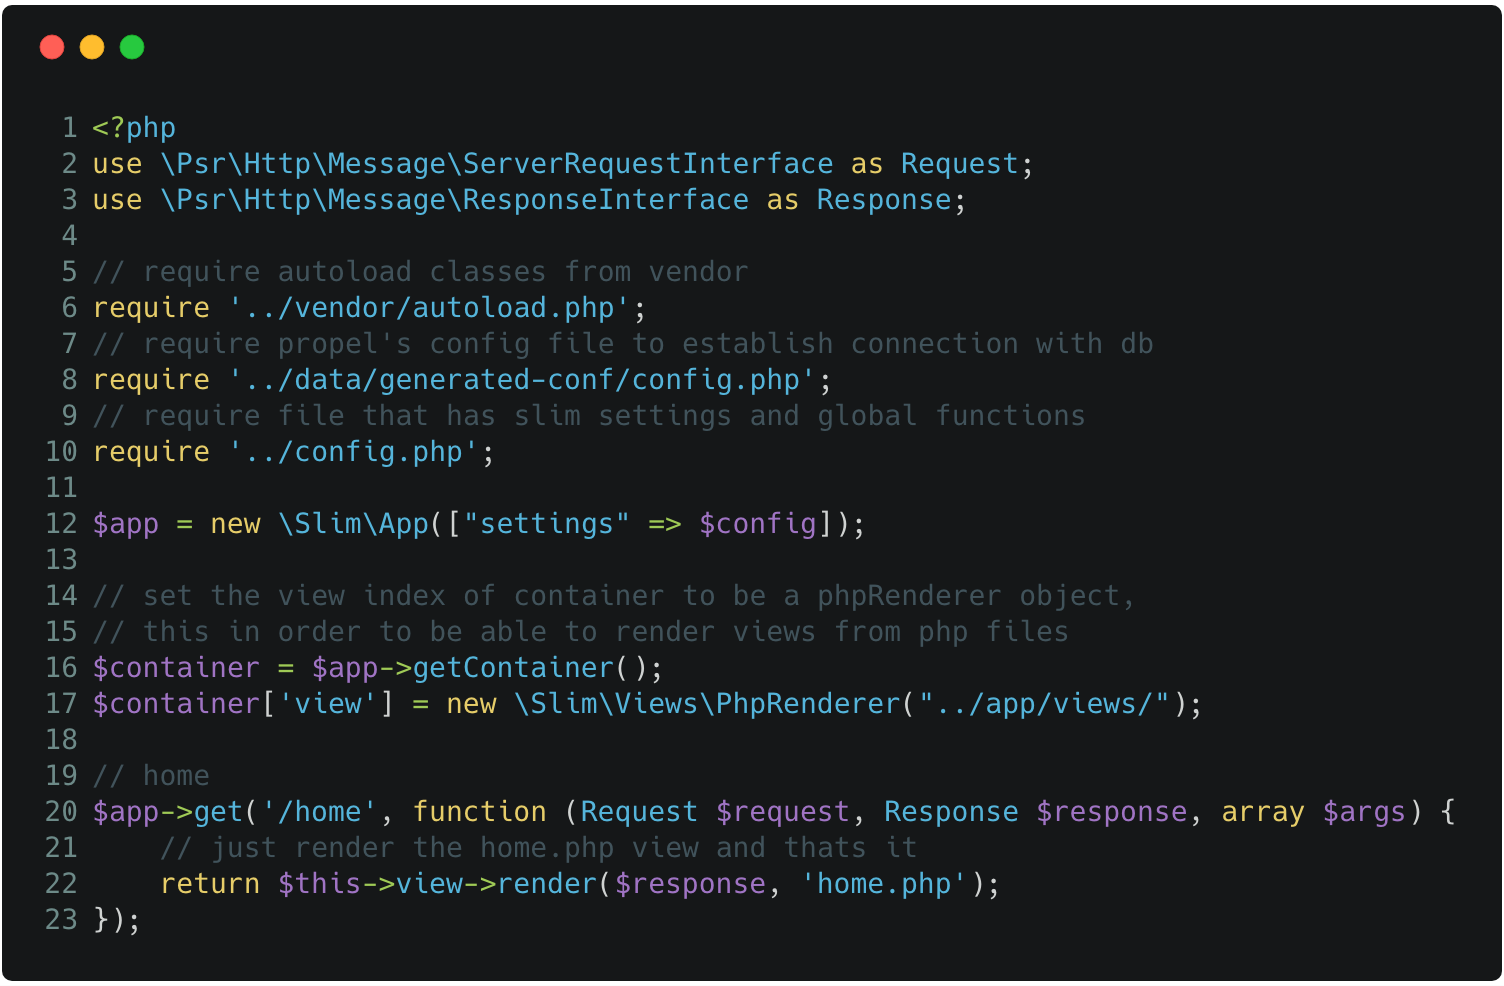 1 <?php
2 use \Psr\Http\Message\ServerRequestInterface as Request;
3 use \Psr\Http\Message\ResponseInterface as Response;
4
5 // require autoload classes from vendor
6 require '../vendor/autoload.php';
7 // require propel's config file to establish connection with db
8 require '../data/generated-conf/config.php';
9 // require file that has slim settings and global functions
10 require '../config.php';
11
12 $app = new \Slim\App(["settings" => $config]);
13
14 // set the view index of container to be a phpRenderer object,
15 // this in order to be able to render views from php files
16 $container = $app->getContainer();
17 $container['view'] = new \Slim\Views\PhpRenderer("../app/views/");
18
19 // home
20 $app->get('/home', function (Request $request, Response $response, array $args) {
21     // just render the home.php view and thats it
22     return $this->view->render($response, 'home.php');
23 });